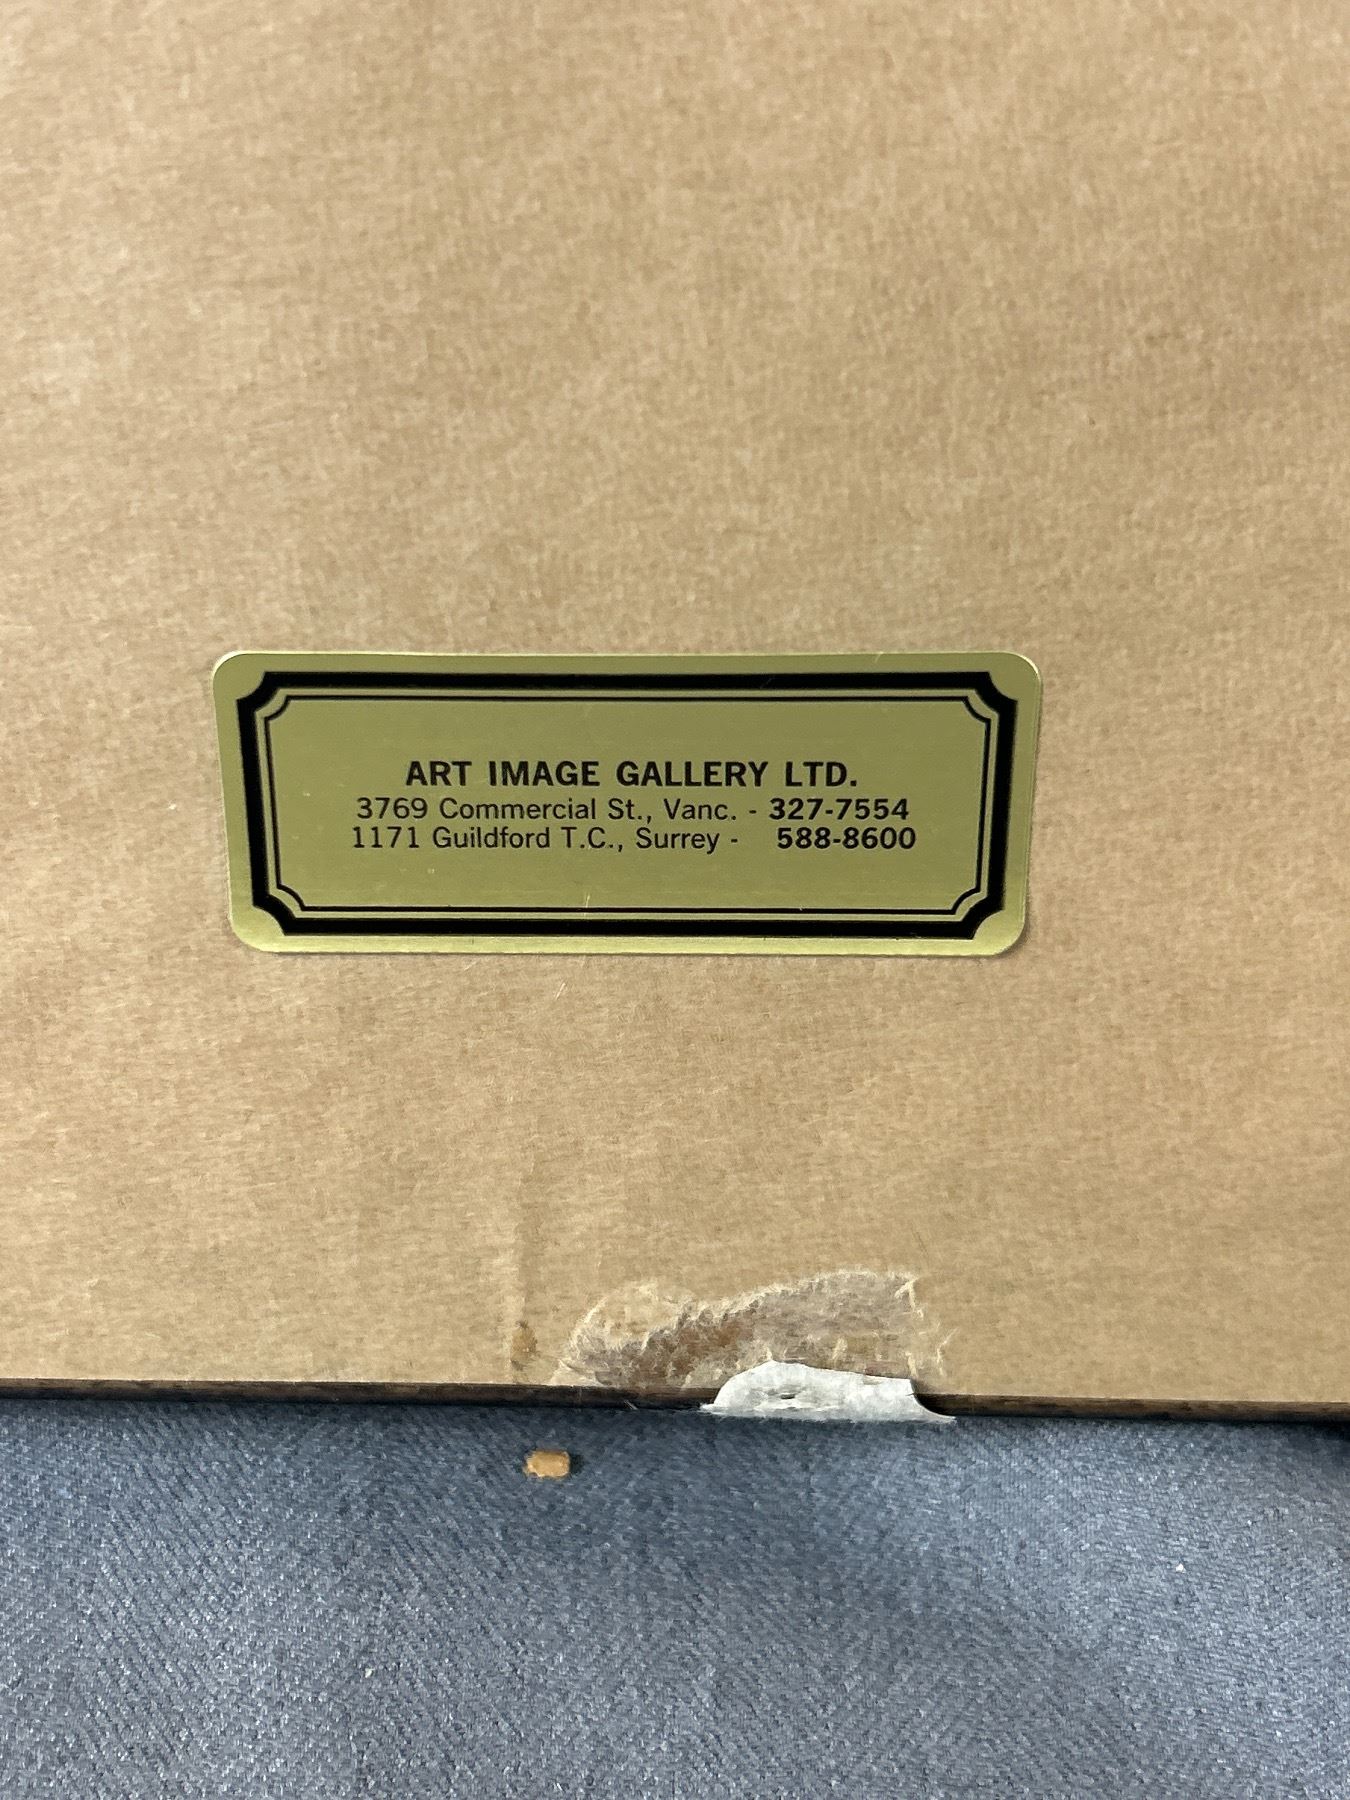 ART IMAGE GALLERY LTD.
3769 Commercial St., Vanc. - 327-7554
1171 Guildford T.C., Surrey - 588-8600